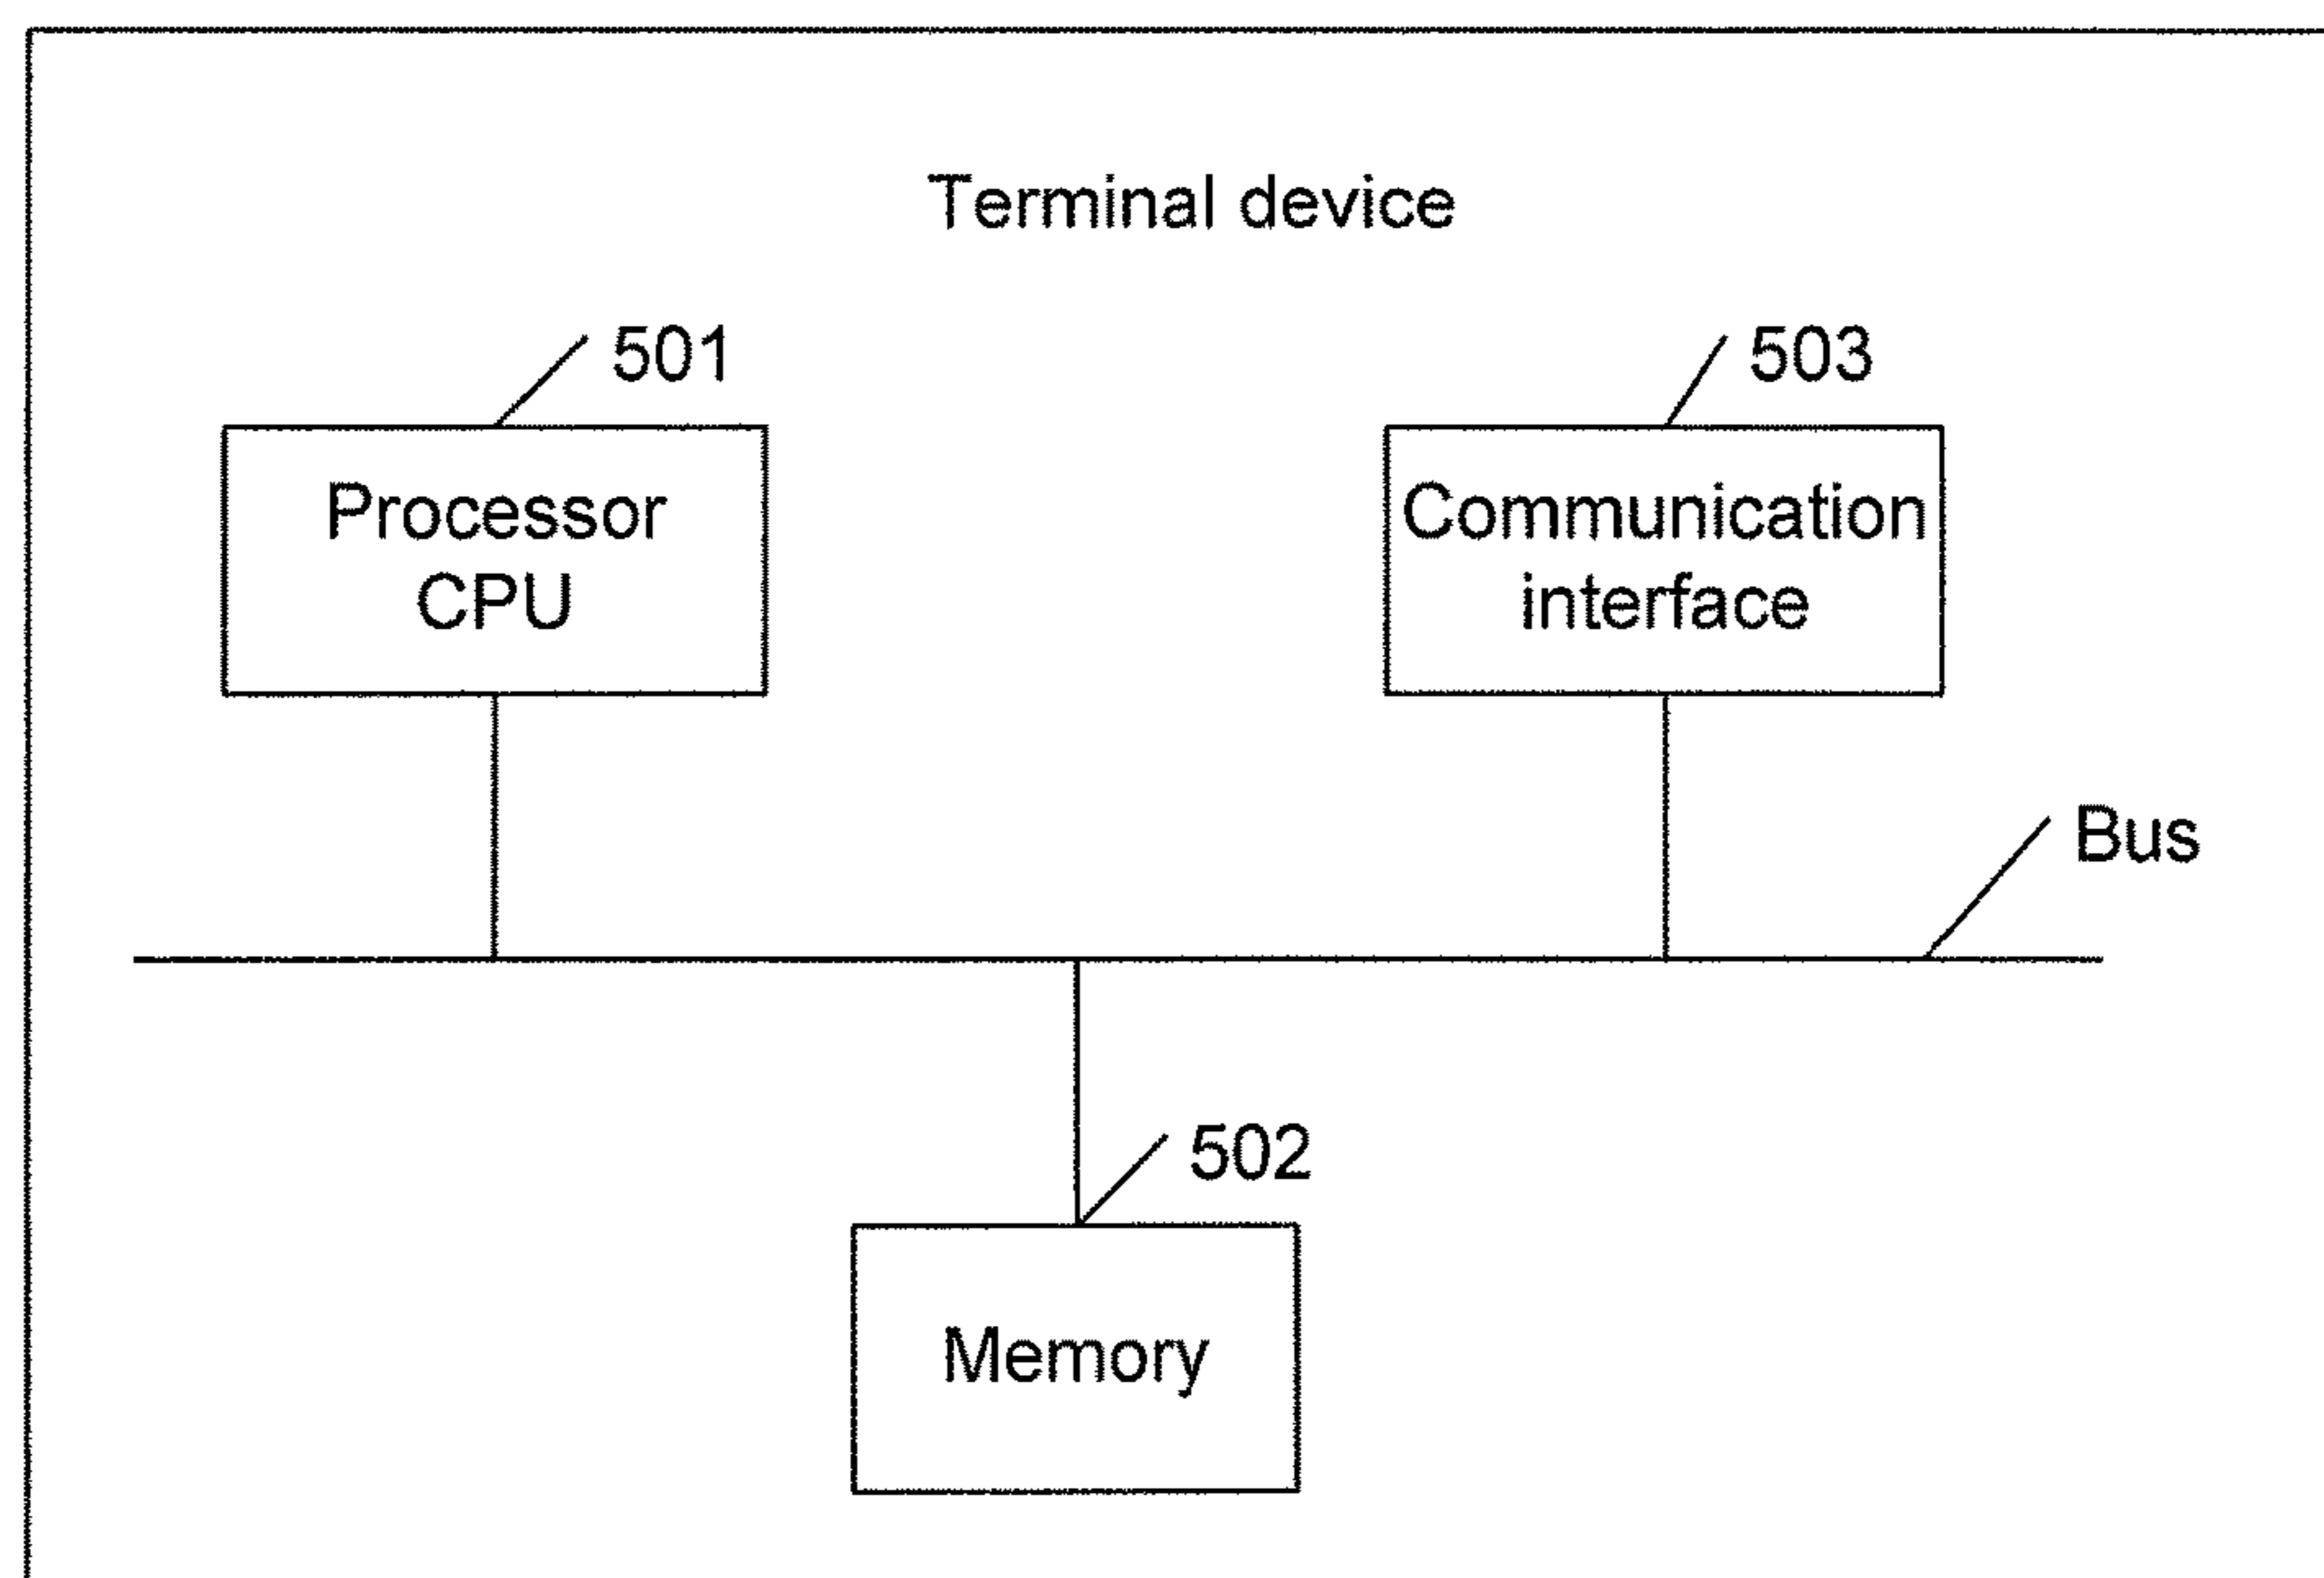 Terminal device
501
503
Processor
CPU
Communication
interface
Bus
502
Memory